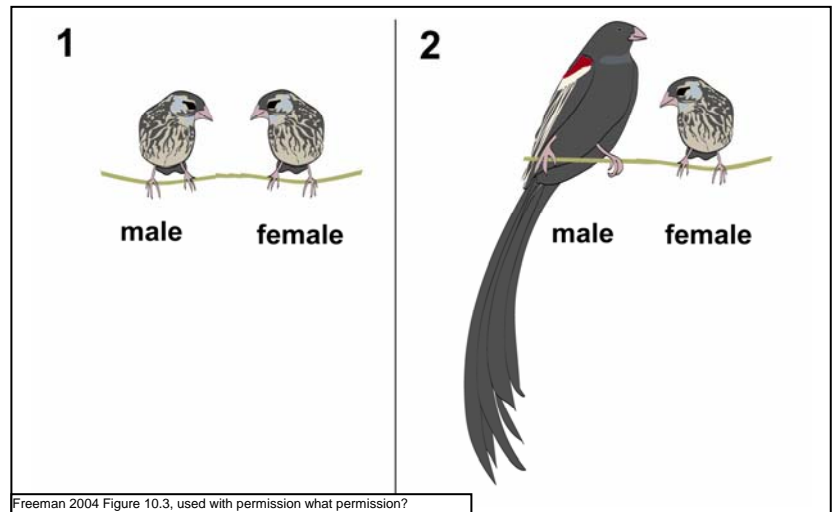 1
male female
2
male female
Freeman 2004 Figure 10.3, used with permission what permission?